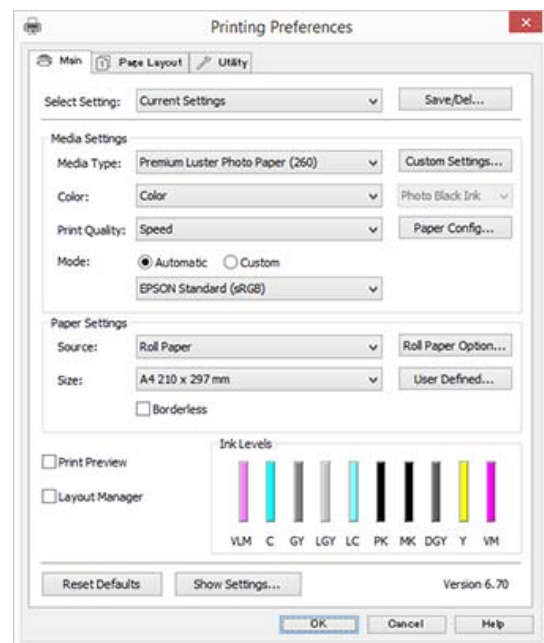 Printing Preferences
Main Page Layout Utility
Select Setting: Current Settings Save/Del...
Media Settings
Media Type: Premium Luster Photo Paper (260) Custom Settings...
Color: Color Photo Black Ink
Print Quality: Speed Paper Config...
Mode: Automatic Custom
EPSON Standard (sRGB)
Paper Settings
Source: Roll Paper Roll Paper Option...
Size: A4 210 x 297 mm User Defined...
Borderless
Ink Levels
Print Preview
Layout Manager
VLM C GY LGY LC PK MK DGY Y VM
Reset Defaults Show Settings... Version 6.70
OK Cancel Help